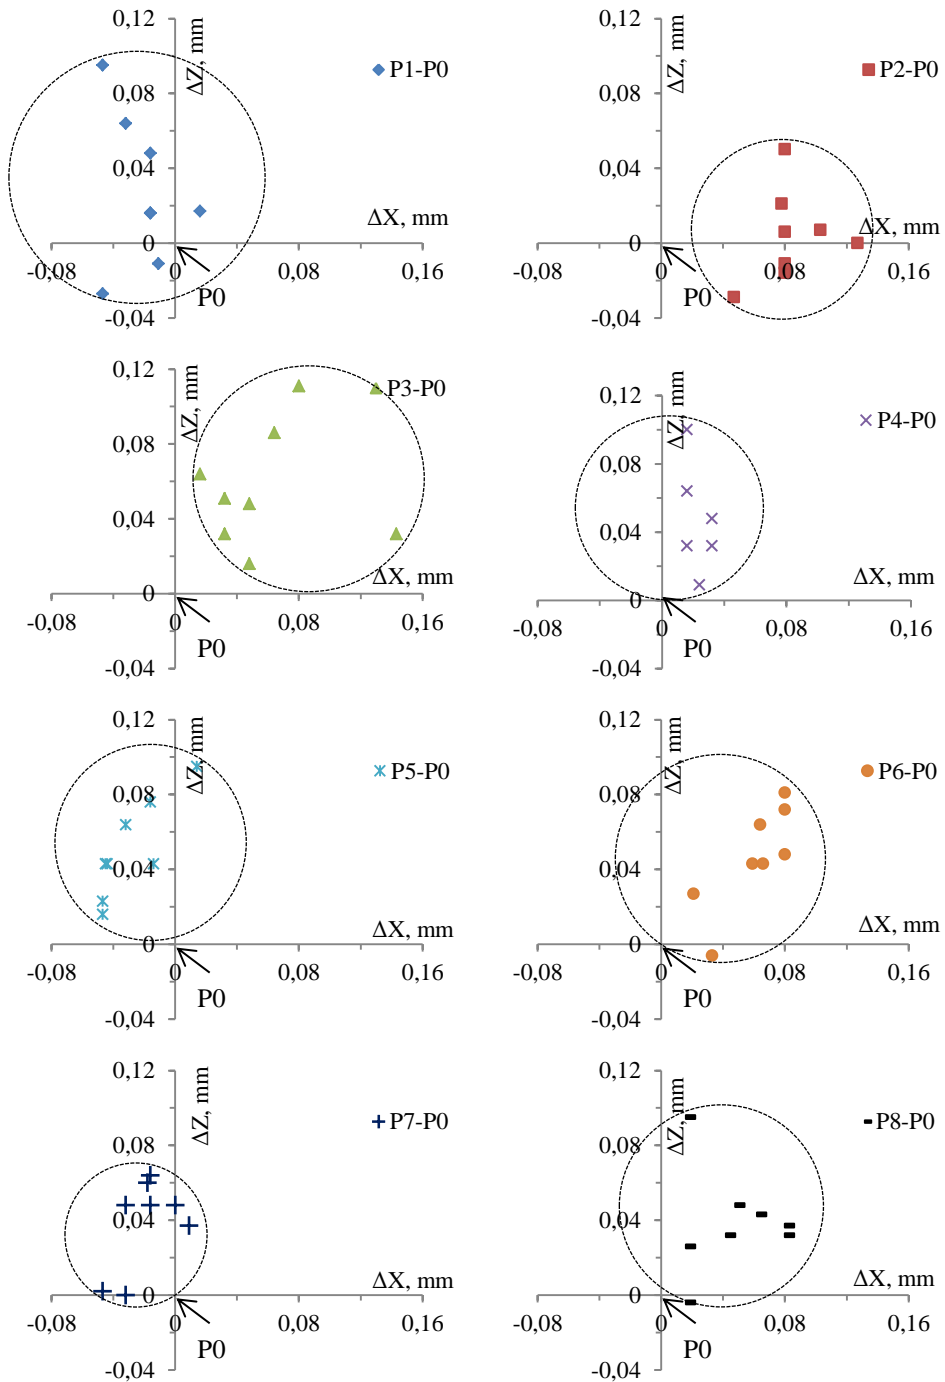 0,12
ΔZ, mm
P1-P0
0,08
0,04
ΔX, mm
0
-0,08
0
0,08
0,16
P0
-0,04
0,12
ΔZ, mm
P2-P0
0,08
0,04
ΔX, mm
0
-0,08
0
0,08
0,16
P0
-0,04
0,12
ΔZ, mm
P3-P0
0,08
0,04
ΔX, mm
0
-0,08
0
0,08
0,16
P0
-0,04
0,12
ΔZ, mm
P4-P0
0,08
0,04
ΔX, mm
0
-0,08
0
0,08
0,16
P0
-0,04
0,12
ΔZ, mm
P5-P0
0,08
0,04
ΔX, mm
0
-0,08
0
0,08
0,16
P0
-0,04
0,12
ΔZ, mm
P6-P0
0,08
0,04
ΔX, mm
0
-0,08
0
0,08
0,16
P0
-0,04
0,12
ΔZ, mm
P7-P0
0,08
0,04
ΔX, mm
0
-0,08
0
0,08
0,16
P0
-0,04
0,12
ΔZ, mm
P8-P0
0,08
0,04
ΔX, mm
0
-0,08
0
0,08
0,16
P0
-0,04